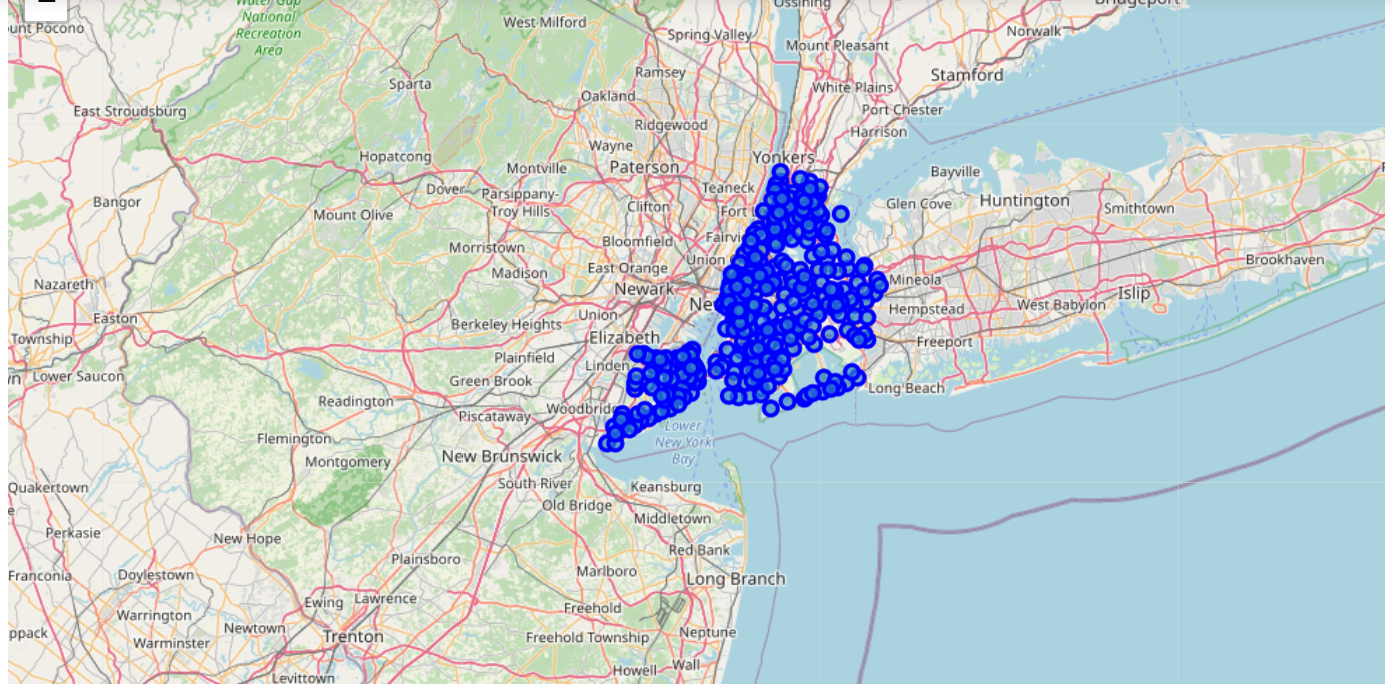 Water Gap
National
Recreation
Area
ount Pocono
West Milford
Ossining
Bridgeport
Spring Valley
Norwalk
Mount Pleasant
Ramsey
Stamford
Sparta
White Plains
Oakland
East Stroudsburg
Port Chester
Ridgewood
Harrison
Wayne
Hopatcong
Yonkers
Montville
Paterson
Bayville
Dover
Parsippany-
Troy Hills
Teaneck
Glen Cove
Huntington
Bangor
Clifton
Fort L
Smithtown
Mount Olive
Bloomfield
Fairvi
Morristown
Union
Brookhaven
Madison
East Orange
Mineola
Nazareth
Newark
Islip
New
West Babylon
Hempstead
Easton
Union
Berkeley Heights
Township
Elizabeth
Freeport
Plainfield
Linden
Lower Saucon
Green Brook
Long Beach
Readington
Woodbridg
Piscataway
Flemington
Lower
New York
Bay
Montgomery
New Brunswick
South River
Keansburg
Quakertown
Old Bridge
Middletown
Perkasie
New Hope
Red Bank
Plainsboro
Marlboro
Long Branch
Franconia
Doylestown
Ewing
Lawrence
Freehold
Warrington
Newtown
ppack
Trenton
Freehold Township
Neptune
Warminster
Howell
Wall
Levittown